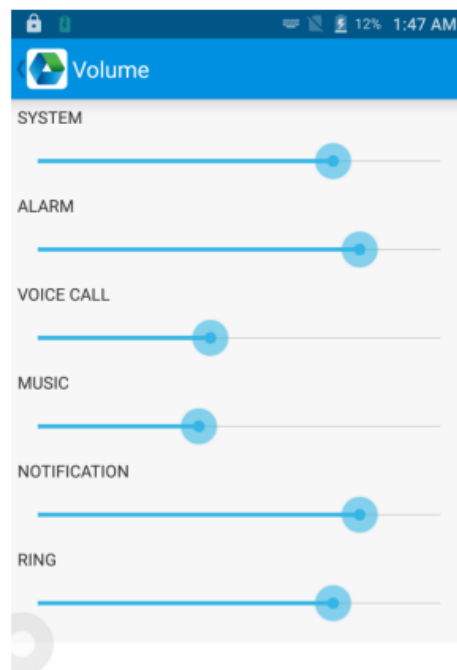 12% 1:47 AM
Volume
SYSTEM
ALARM
VOICE CALL
MUSIC
NOTIFICATION
RING